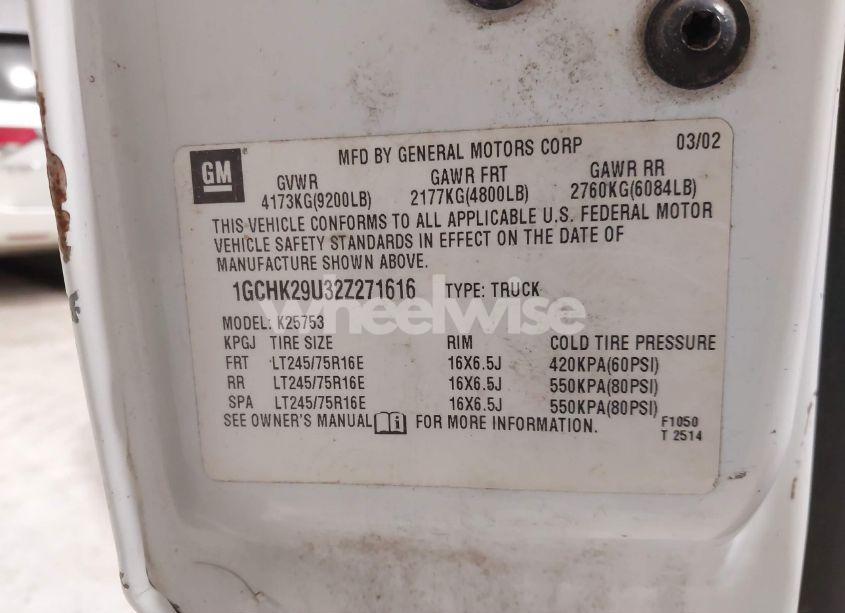 GM
MFD BY GENERAL MOTORS CORP 03/02
GVWR GAWR FRT GAWR RR
4173KG(9200LB) 2177KG(4800LB) 2760KG(6084LB)
THIS VEHICLE CONFORMS TO ALL APPLICABLE U.S. FEDERAL MOTOR
VEHICLE SAFETY STANDARDS IN EFFECT ON THE DATE OF
MANUFACTURE SHOWN ABOVE.
1GCHK29U32Z271616 TYPE: TRUCK
wheelwise
MODEL: K25753
KPGJ TIRE SIZE RIM COLD TIRE PRESSURE
FRT LT245/75R16E 16X6.5J 420KPA(60PSI)
RR LT245/75R16E 16X6.5J 550KPA(80PSI)
SPA LT245/75R16E 16X6.5J 550KPA(80PSI)
SEE OWNER'S MANUAL FOR MORE INFORMATION.
F1050
T 2514